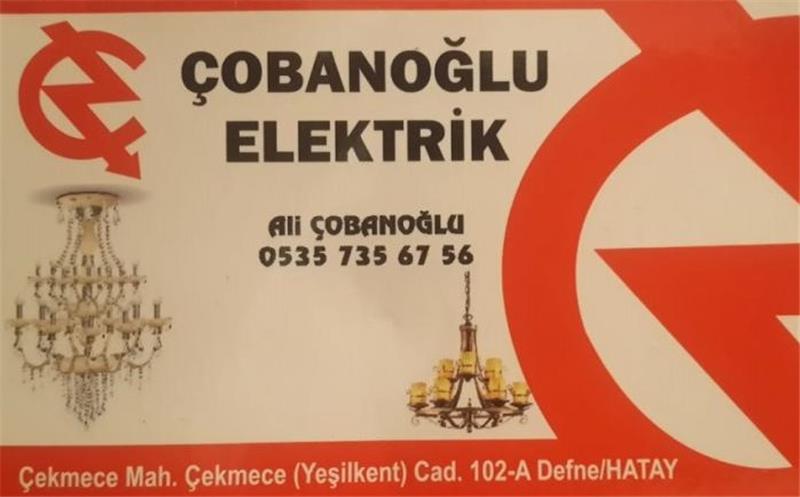 ÇOBANOĞLU
ELEKTRİK
Ali ÇOBANOĞLU
0535 735 67 56
Çekmece Mah. Çekmece (Yeşilkent) Cad. 102-A Defne/HATAY